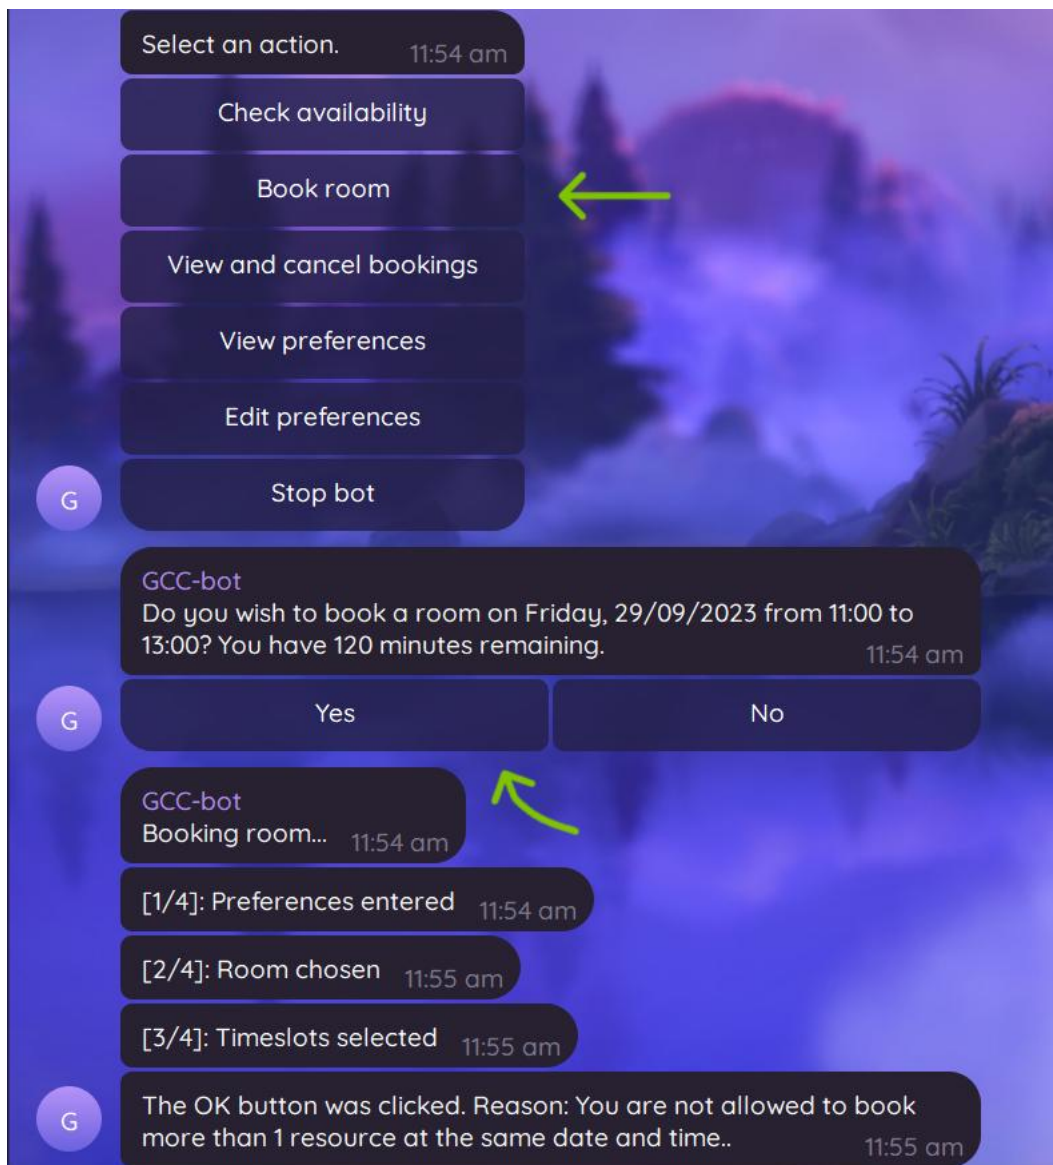 Select an action.
11:54 am
Check availability
Book room
View and cancel bookings
View preferences
Edit preferences
Stop bot
G
GCC-bot
Do you wish to book a room on Friday, 29/09/2023 from 11:00 to
13:00? You have 120 minutes remaining.
11:54 am
Yes
No
G
GCC-bot
Booking room...
11:54 am
[1/4]: Preferences entered
11:54 am
[2/4]: Room chosen
11:55 am
[3/4]: Timeslots selected
11:55 am
The OK button was clicked. Reason: You are not allowed to book
more than 1 resource at the same date and time..
11:55 am
G